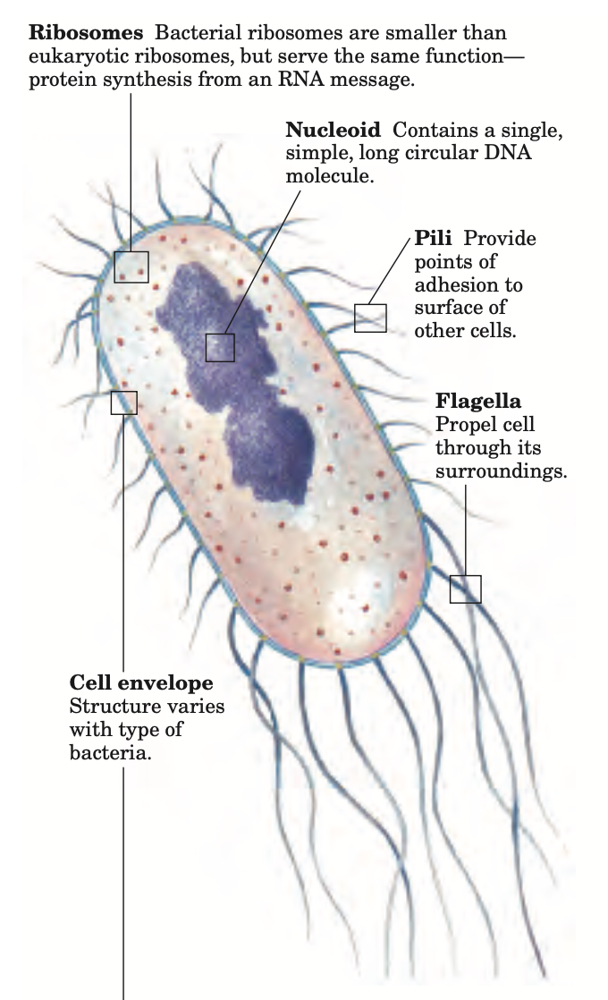 Ribosomes Bacterial ribosomes are smaller than
eukaryotic ribosomes, but serve the same function—
protein synthesis from an RNA message.
Nucleoid Contains a single,
simple, long circular DNA
molecule.
Pili Provide
points of
adhesion to
surface of
other cells.
Flagella
Propel cell
through its
surroundings.
Cell envelope
Structure varies
with type of
bacteria.